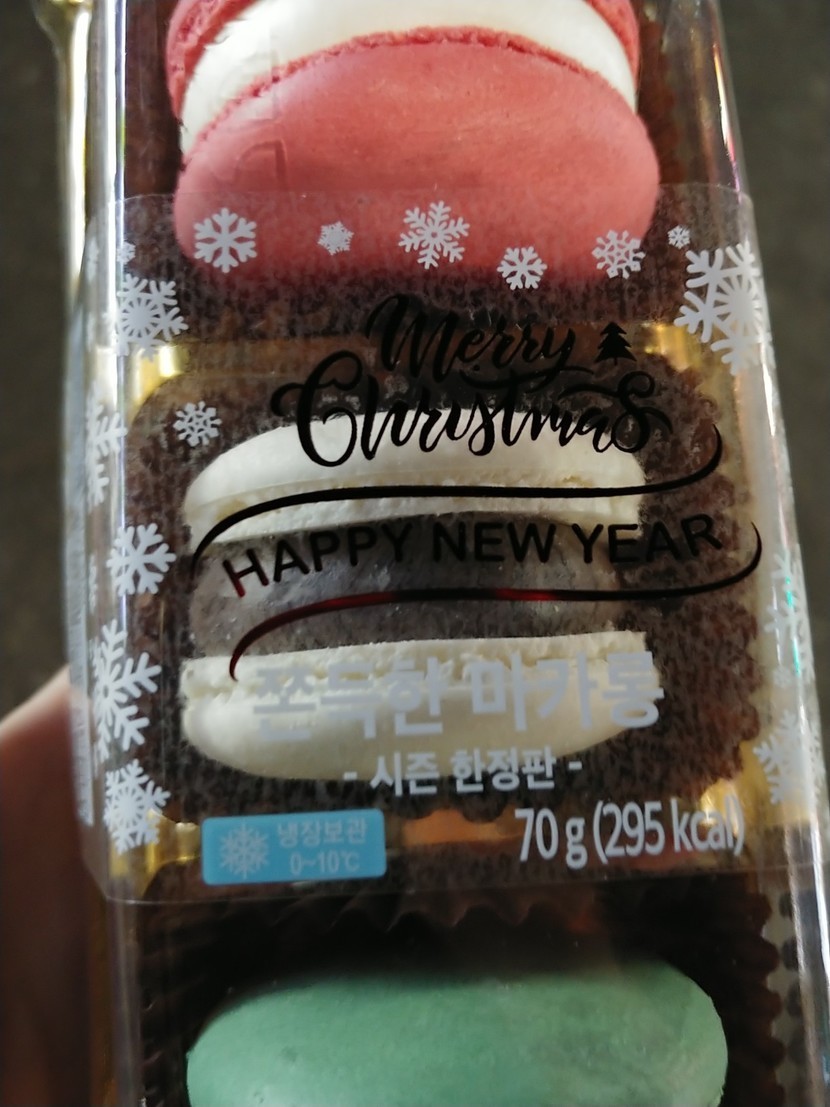 Merry
Christmas
HAPPY NEW YEAR
쫀득한 마카롱
- 시즌 한정판 -
냉장보관
0~10℃
70 g (295 kcal)